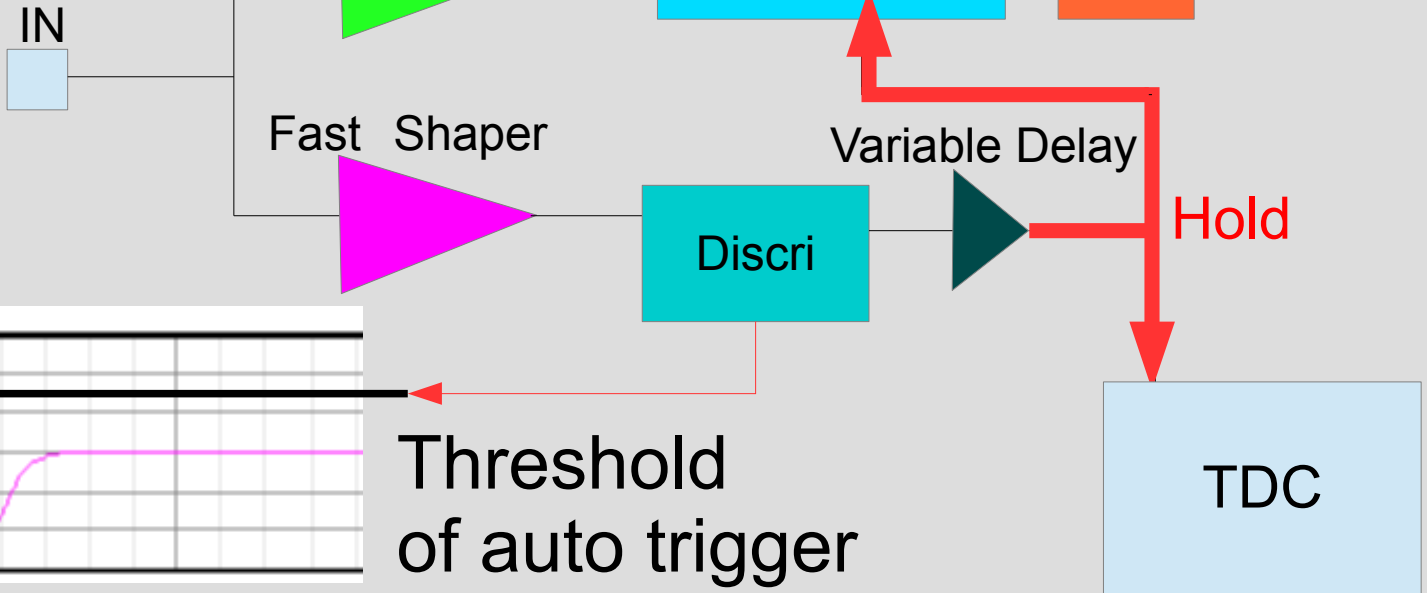 IN
Fast Shaper
Variable Delay
Hold
Discri
Threshold
of auto trigger
TDC